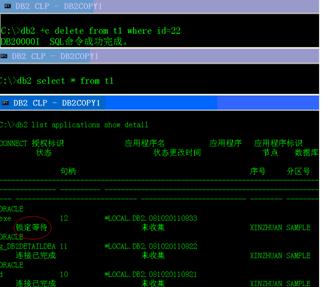 DB2 CLP - DB2COPY1
C:\>db2 +c delete from t1 where id=22
DB20000I  SQL命令成功完成。
DB2 CLP - DB2COPY1
C:\>db2 select * from t1
DB2 CLP - DB2COPY1
C:\>db2 list applications show detail
CONNECT 授权标识 应用程序名 应用程序 应用程序标识
状态 状态更改时间 节点 数据库
句柄 序号 分区号
ORACLE
exe 12 *LOCAL.DB2.081020110833
锁定等待 未收集 XINZHUAN SAMPLE
ORACLE
g_DB2DETAILDBA 11 *LOCAL.DB2.081020110822
连接已完成 未收集 XINZHUAN SAMPLE
ORACLE
d 10 *LOCAL.DB2.081020110821
连接已完成 未收集 XINZHUAN SAMPLE